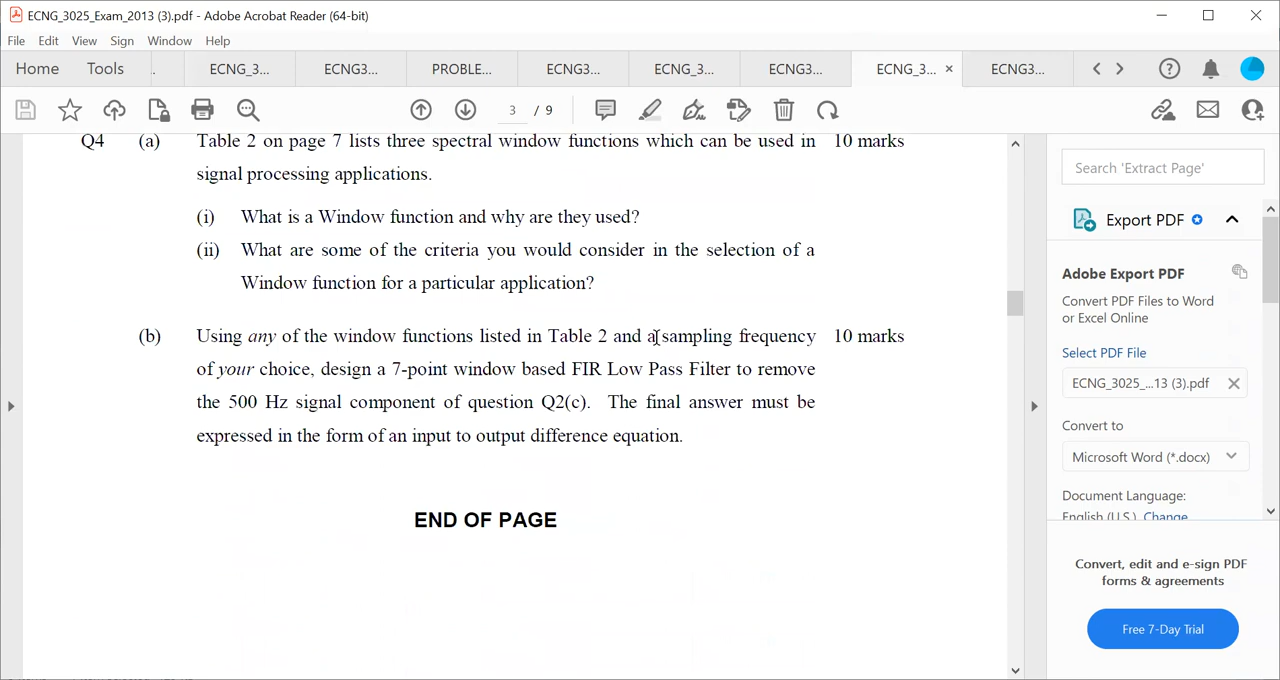 ECNG_3025_Exam_2013 (3).pdf - Adobe Acrobat Reader (64-bit)
File Edit View Sign Window Help
Home Tools . ECNG_3... ECNG3... PROBLE... ECNG3... ECNG_3... ECNG3... ECNG_3... × ECNG3...
3 / 9
Q4 (a) Table 2 on page 7 lists three spectral window functions which can be used in 10 marks
signal processing applications.
(i) What is a Window function and why are they used?
(ii) What are some of the criteria you would consider in the selection of a
Window function for a particular application?
(b) Using any of the window functions listed in Table 2 and a sampling frequency 10 marks
of your choice, design a 7-point window based FIR Low Pass Filter to remove
the 500 Hz signal component of question Q2(c). The final answer must be
expressed in the form of an input to output difference equation.
END OF PAGE
Search 'Extract Page'
Export PDF
Adobe Export PDF
Convert PDF Files to Word
or Excel Online
Select PDF File
ECNG_3025_...13 (3).pdf
Convert to
Microsoft Word (*.docx)
Document Language:
English (U.S.) Change
Convert, edit and e-sign PDF
forms & agreements
Free 7-Day Trial